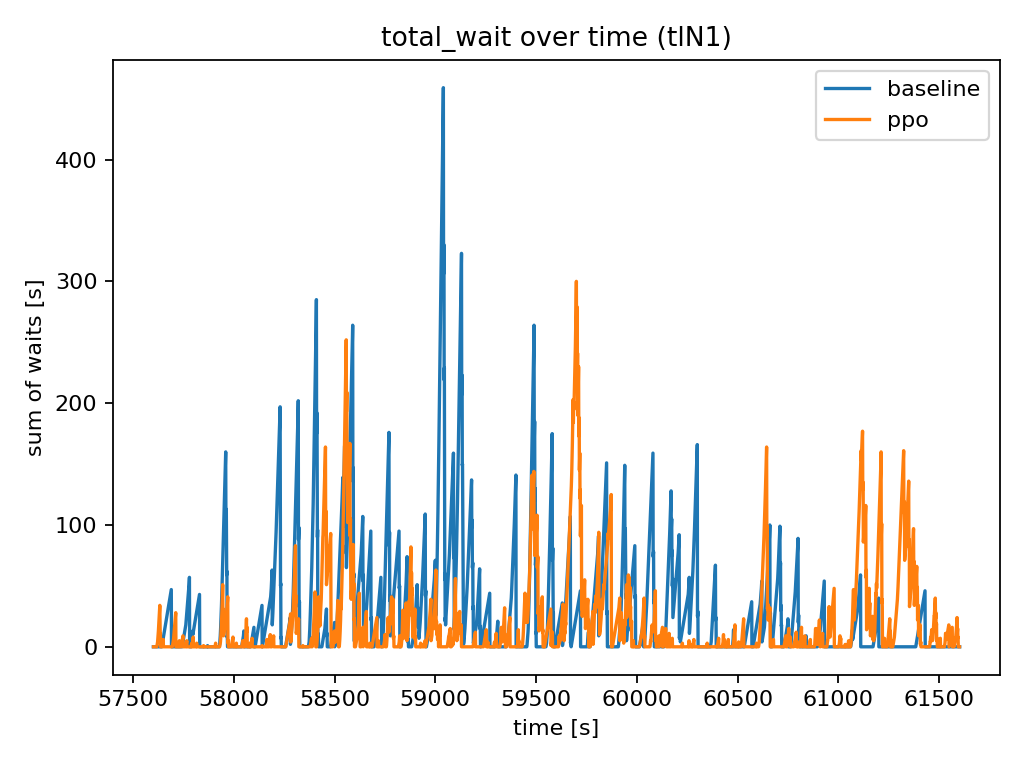 total_wait over time (tlN1)
baseline
ppo
sum of waits [s]
400
300
200
100
0
57500 58000 58500 59000 59500 60000 60500 61000 61500
time [s]